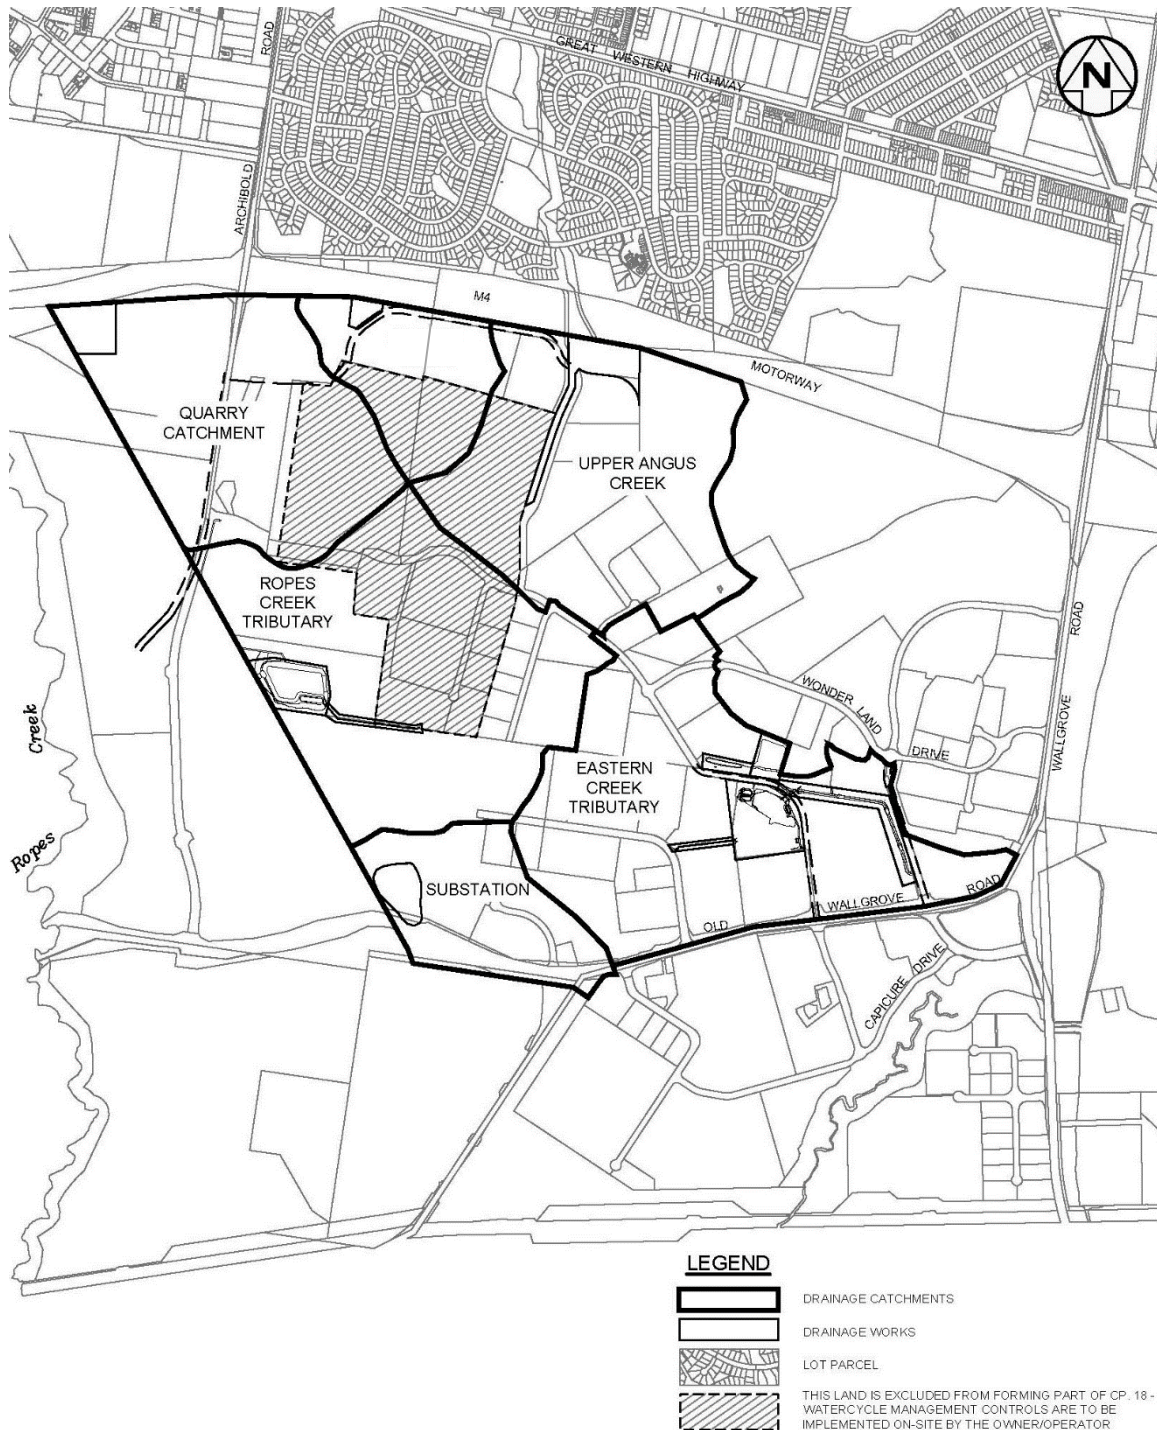 GREAT WESTERN HIGHWAY
ROAD
N
ARCHIBOLD
M4
MOTORWAY
QUARRY
CATCHMENT
UPPER ANGUS
CREEK
ROPES
CREEK
TRIBUTARY
WONDER LAND
DRIVE
ROAD
WALLGROVE
Creek
Ropes
EASTERN
CREEK
TRIBUTARY
SUBSTATION
OLD
WALLGROVE
ROAD
CAPICURE DRIVE
LEGEND
DRAINAGE CATCHMENTS
DRAINAGE WORKS
LOT PARCEL
THIS LAND IS EXCLUDED FROM FORMING PART OF CP. 18 -
WATERCYCLE MANAGEMENT CONTROLS ARE TO BE
IMPLEMENTED ON-SITE BY THE OWNER/OPERATOR